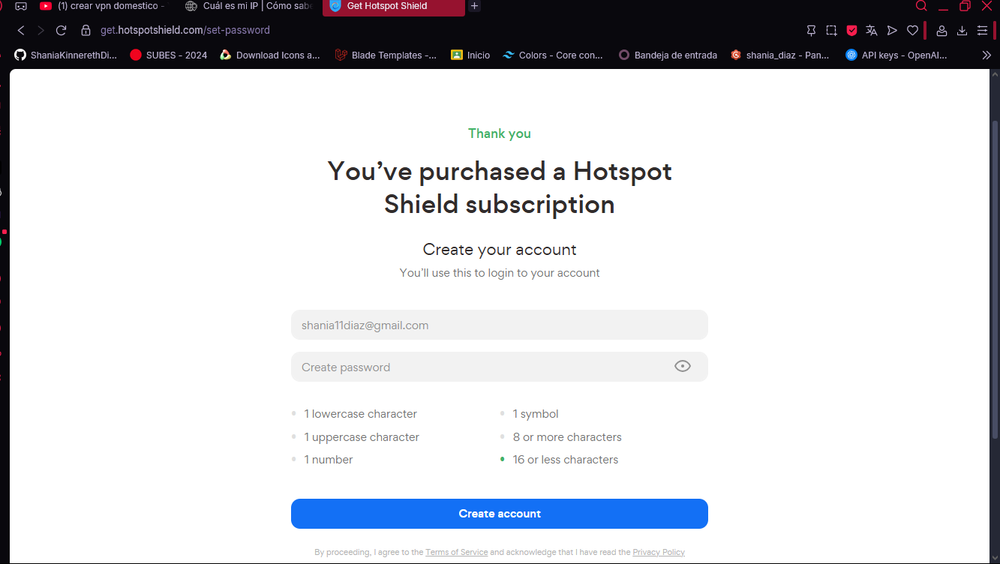 (1) crear vpn domestico -
Cuál es mi IP | Cómo sabe
Get Hotspot Shield
get.hotspotshield.com/set-password
ShaniaKinnerethDi...
SUBES - 2024
Download Icons a...
Blade Templates -...
Inicio
Colors - Core con...
Bandeja de entrada
shania_diaz - Pan...
API keys - OpenAI...
Thank you
You’ve purchased a Hotspot
Shield subscription
Create your account
You’ll use this to login to your account
shania11diaz@gmail.com
Create password
1 lowercase character
1 symbol
1 uppercase character
8 or more characters
1 number
16 or less characters
Create account
By proceeding, I agree to the Terms of Service and acknowledge that I have read the Privacy Policy